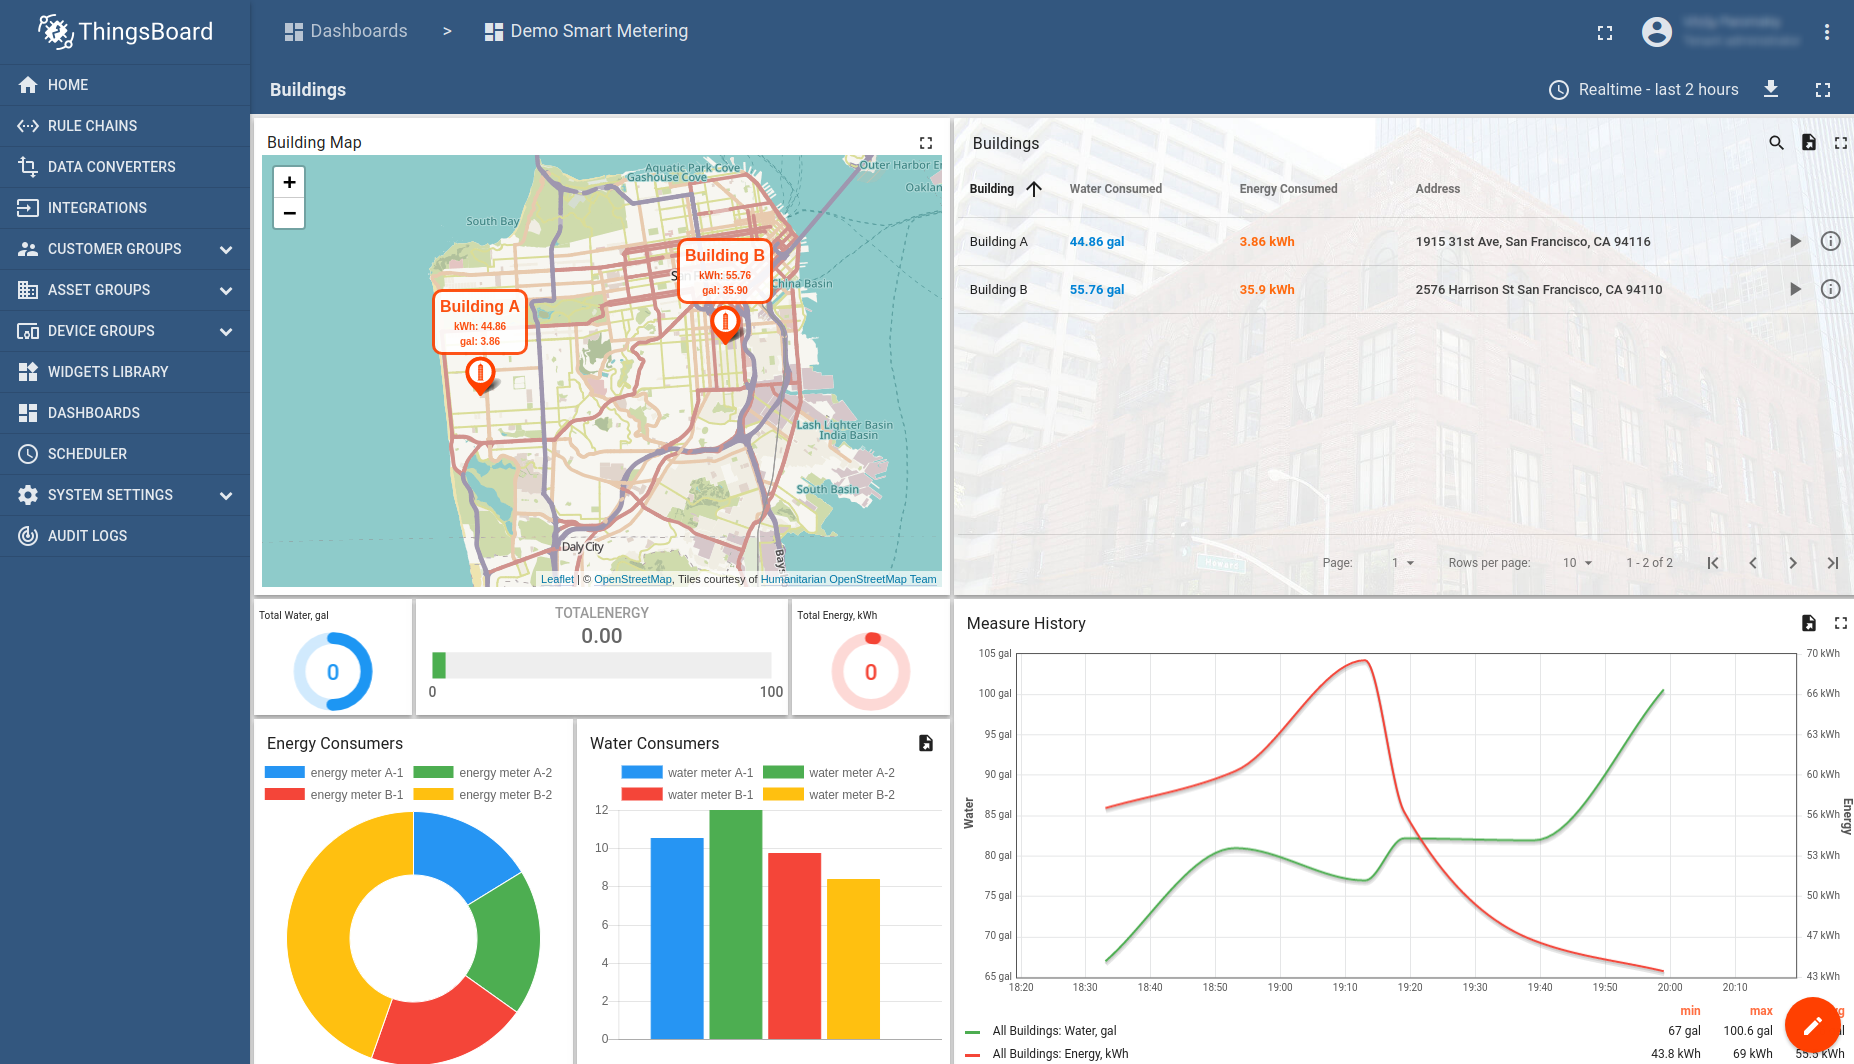 ThingsBoard
Dashboards > Demo Smart Metering
Buildings
Realtime - last 2 hours
HOME
RULE CHAINS
DATA CONVERTERS
INTEGRATIONS
CUSTOMER GROUPS
ASSET GROUPS
DEVICE GROUPS
WIDGETS LIBRARY
DASHBOARDS
SCHEDULER
SYSTEM SETTINGS
AUDIT LOGS
Building Map
+
−
Aquatic Park Cove
Gashouse Cove
Outer Harbor
Oaklan
South Bay
China Basin
Lash Lighter Basin
India Basin
South Basin
Daly City
Bays
Building A
kWh: 44.86
gal: 3.86
Building B
kWh: 55.76
gal: 35.90
Leaflet | © OpenStreetMap, Tiles courtesy of Humanitarian OpenStreetMap Team
Buildings
Building Water Consumed Energy Consumed Address
Building A 44.86 gal 3.86 kWh 1915 31st Ave, San Francisco, CA 94116
Building B 55.76 gal 35.9 kWh 2576 Harrison St San Francisco, CA 94110
Page: 1 Rows per page: 10 1 - 2 of 2
Total Water, gal
0
TOTALENERGY
0.00
0 100
Total Energy, kWh
0
Energy Consumers
energy meter A-1 energy meter A-2
energy meter B-1 energy meter B-2
Water Consumers
water meter A-1 water meter A-2
water meter B-1 water meter B-2
12
10
8
6
4
2
0
Measure History
105 gal 70 kWh
100 gal 66 kWh
95 gal 63 kWh
90 gal 60 kWh
85 gal 56 kWh
80 gal 53 kWh
75 gal 50 kWh
70 gal 47 kWh
65 gal 43 kWh
Water
Energy
18:20 18:30 18:40 18:50 19:00 19:10 19:20 19:30 19:40 19:50 20:00 20:10
min max
All Buildings: Water, gal 67 gal 100.6 gal
All Buildings: Energy, kWh 43.8 kWh 69 kWh 55.5 kWh